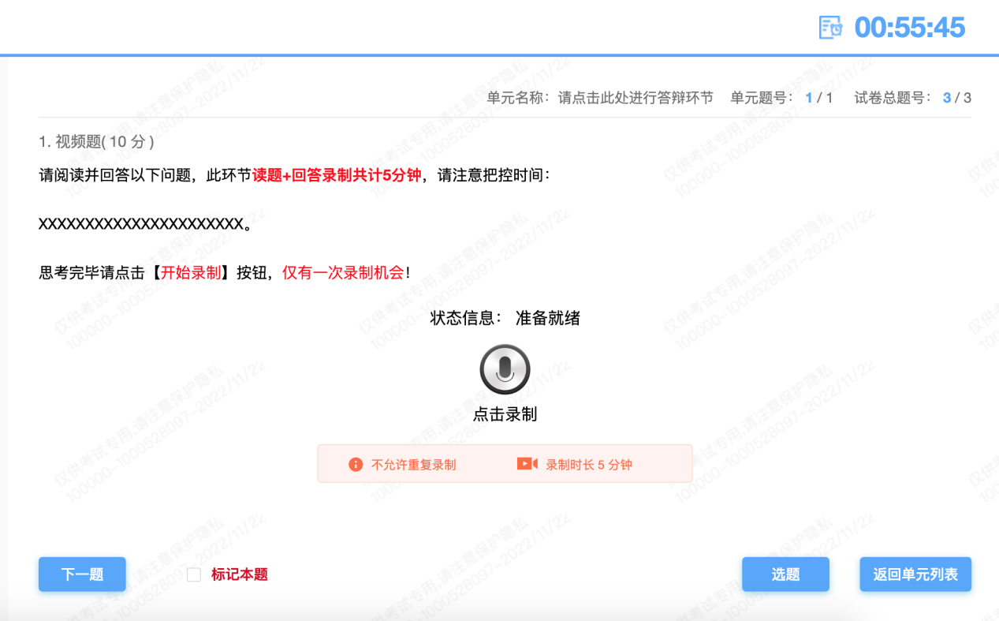 00:55:45
单元名称：请点击此处进行答辩环节 单元题号：1 / 1 试卷总题号：3 / 3
1. 视频题( 10 分 )
请阅读并回答以下问题，此环节读题+回答录制共计5分钟，请注意把控时间：
XXXXXXXXXXXXXXXXXXXXXX。
思考完毕请点击【开始录制】按钮，仅有一次录制机会！
状态信息： 准备就绪
点击录制
不允许重复录制 录制时长 5 分钟
下一题 标记本题 选题 返回单元列表
仅供考试专用,请注意保护隐私
100000-1000528097-2022/11/22